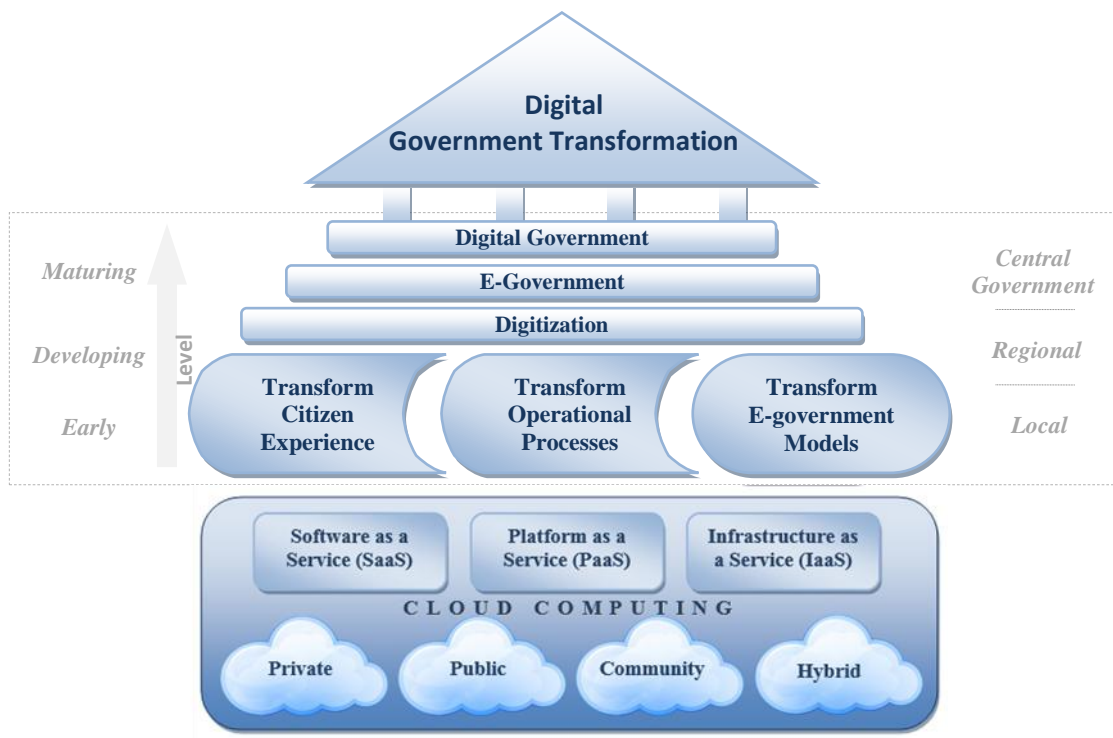 Digital
Government Transformation
Digital Government
E-Government
Digitization
Maturing
Developing
Early
Level
Central
Government
Regional
Local
Transform
Citizen
Experience
Transform
Operational
Processes
Transform
E-government
Models
Software as a
Service (SaaS)
Platform as a
Service (PaaS)
Infrastructure as
a Service (IaaS)
CLOUD COMPUTING
Private
Public
Community
Hybrid